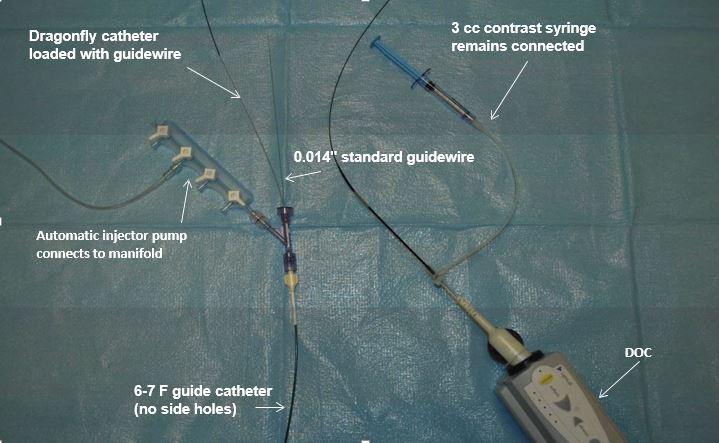 Dragonfly catheter
loaded with guidewire
3 cc contrast syringe
remains connected
0.014" standard guidewire
Automatic injector pump
connects to manifold
DOC
6-7 F guide catheter
(no side holes)